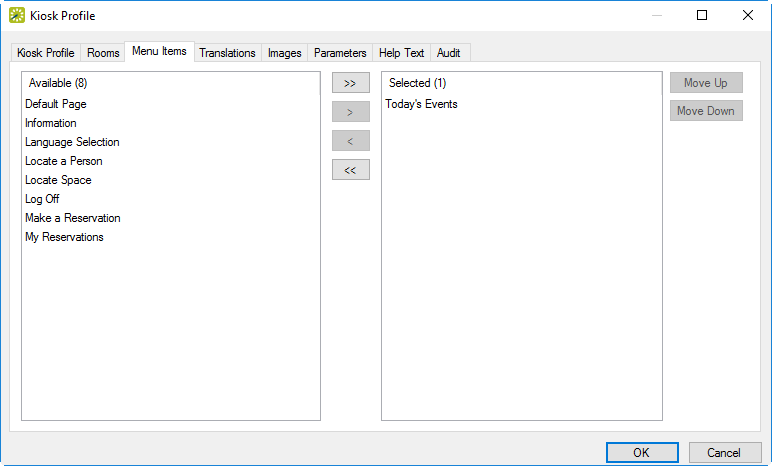 Kiosk Profile
Kiosk Profile Rooms Menu Items Translations Images Parameters Help Text Audit
Available (8)
Default Page
Information
Language Selection
Locate a Person
Locate Space
Log Off
Make a Reservation
My Reservations
>>
>
<
<<
Selected (1)
Today's Events
Move Up
Move Down
OK Cancel